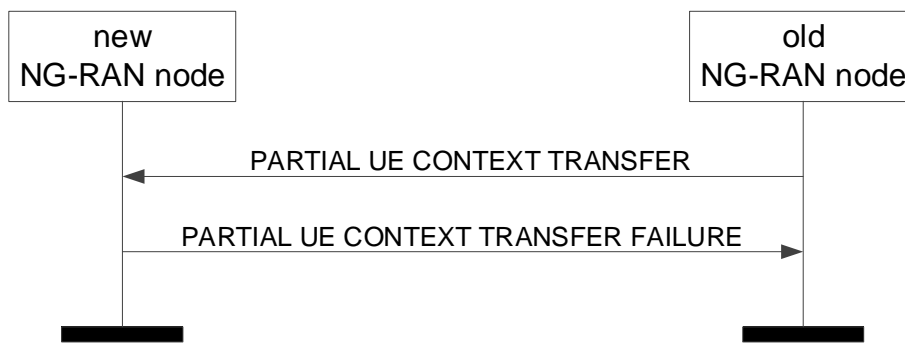 new
NG-RAN node
old
NG-RAN node
PARTIAL UE CONTEXT TRANSFER
PARTIAL UE CONTEXT TRANSFER FAILURE